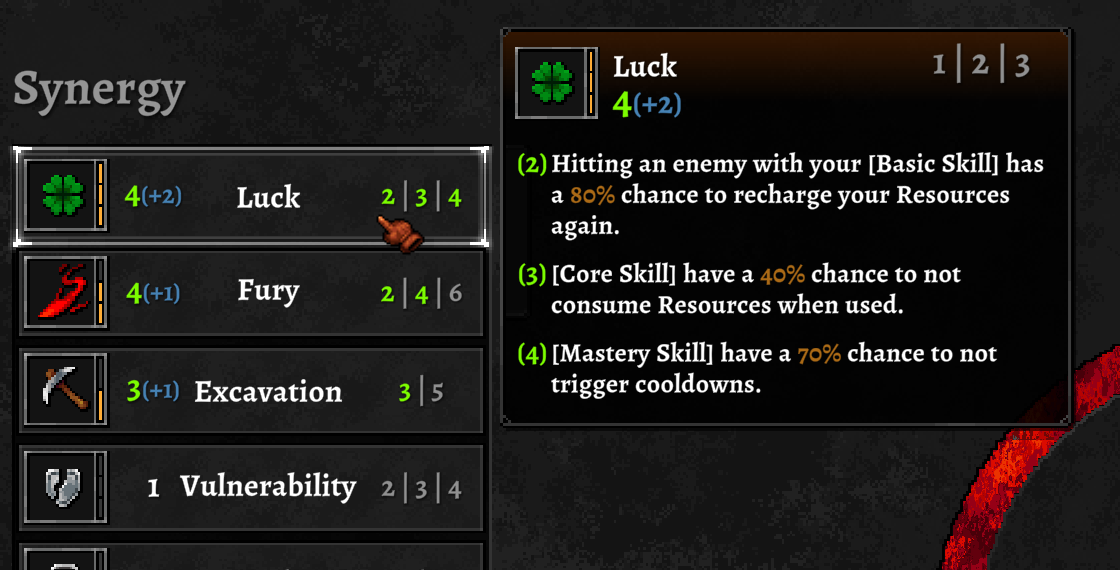 Synergy
4(+2) Luck 2|3|4
4(+1) Fury 2|4|6
3(+1) Excavation 3|5
1 Vulnerability 2|3|4
Luck 1|2|3
4(+2)
(2) Hitting an enemy with your [Basic Skill] has
a 80% chance to recharge your Resources
again.
(3) [Core Skill] have a 40% chance to not
consume Resources when used.
(4) [Mastery Skill] have a 70% chance to not
trigger cooldowns.